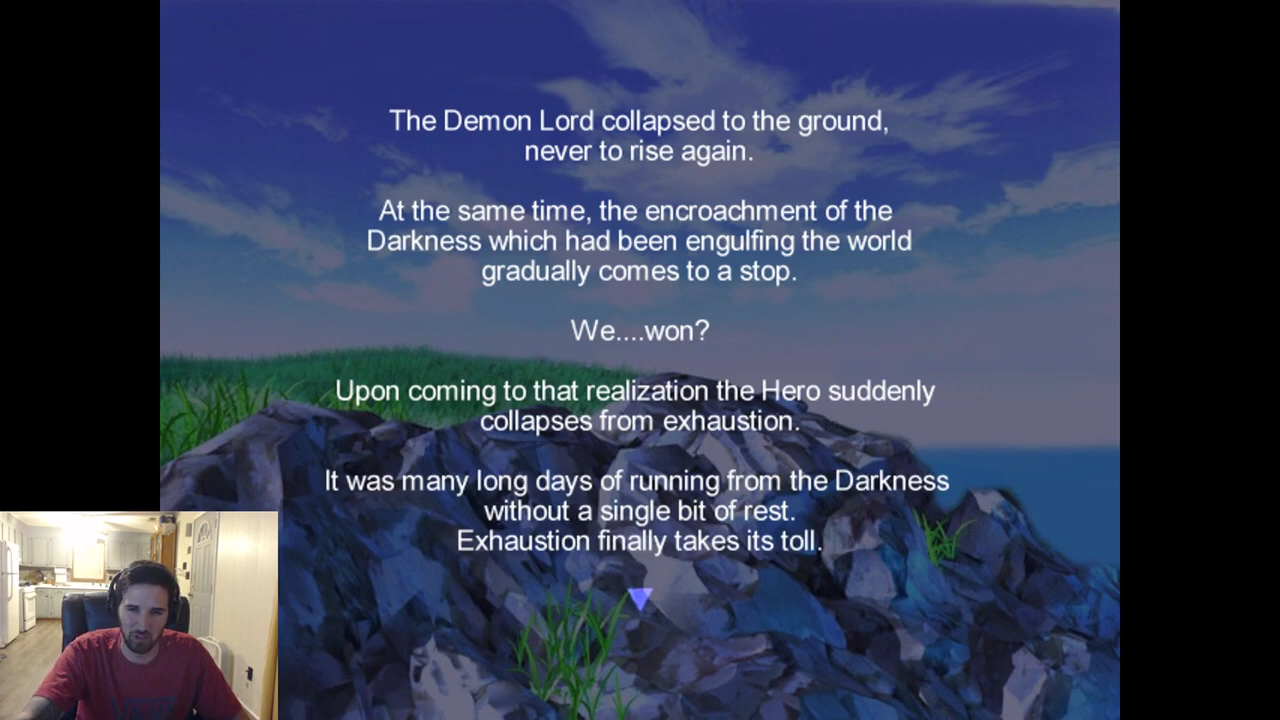 The Demon Lord collapsed to the ground,
never to rise again.
At the same time, the encroachment of the
Darkness which had been engulfing the world
gradually comes to a stop.
We....won?
Upon coming to that realization the Hero suddenly
collapses from exhaustion.
It was many long days of running from the Darkness
without a single bit of rest.
Exhaustion finally takes its toll.